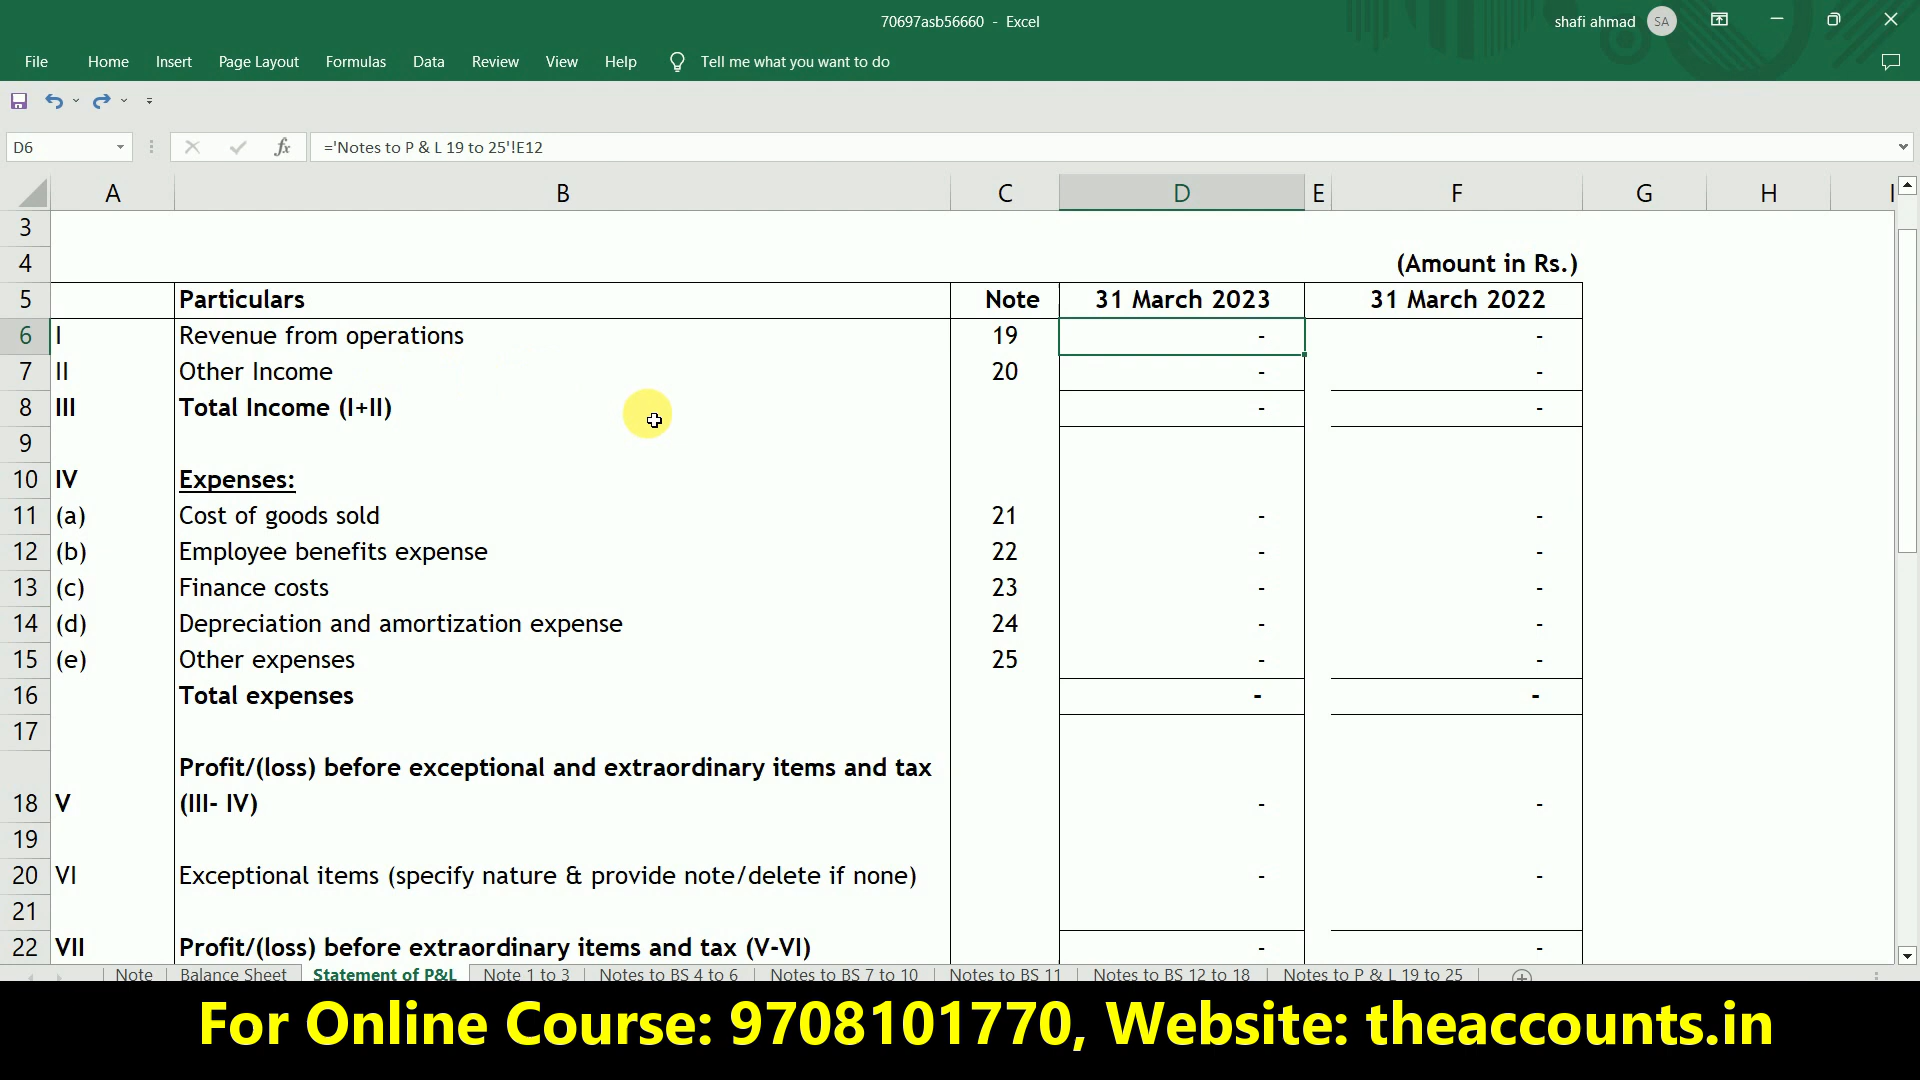 70697asb56660 - Excel
shafi ahmad SA
File Home Insert Page Layout Formulas Data Review View Help Tell me what you want to do
D6 fx ='Notes to P & L 19 to 25'!E12
A B C D E F G H I
3
4 (Amount in Rs.)
5 Particulars Note 31 March 2023 31 March 2022
6 I Revenue from operations 19 - -
7 II Other Income 20 - -
8 III Total Income (I+II) - -
9
10 IV Expenses:
11 (a) Cost of goods sold 21 - -
12 (b) Employee benefits expense 22 - -
13 (c) Finance costs 23 - -
14 (d) Depreciation and amortization expense 24 - -
15 (e) Other expenses 25 - -
16 Total expenses - -
17
Profit/(loss) before exceptional and extraordinary items and tax
18 V (III- IV) - -
19
20 VI Exceptional items (specify nature & provide note/delete if none) - -
21
22 VII Profit/(loss) before extraordinary items and tax (V-VI) - -
Note Balance Sheet Statement of P&L Note 1 to 3 Notes to BS 4 to 6 Notes to BS 7 to 10 Notes to BS 11 Notes to BS 12 to 18 Notes to P & L 19 to 25
For Online Course: 9708101770, Website: theaccounts.in